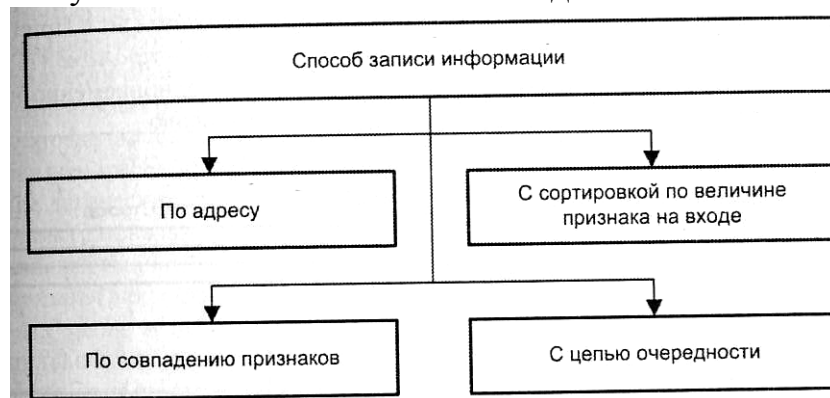 Способ записи информации
По адресу
С сортировкой по величине
признака на входе
По совпадению признаков
С цепью очередности